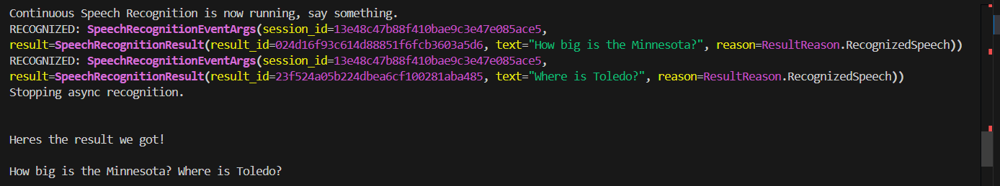 Continuous Speech Recognition is now running, say something.
RECOGNIZED: SpeechRecognitionEventArgs(session_id=13e48c47b88f410bae9c3e47e085ace5,
result=SpeechRecognitionResult(result_id=024d16f93c614d88851f6fcb3603a5d6, text="How big is the Minnesota?", reason=ResultReason.RecognizedSpeech))
RECOGNIZED: SpeechRecognitionEventArgs(session_id=13e48c47b88f410bae9c3e47e085ace5,
result=SpeechRecognitionResult(result_id=23f524a05b224dbea6cf100281aba485, text="Where is Toledo?", reason=ResultReason.RecognizedSpeech))
Stopping async recognition.
Heres the result we got!
How big is the Minnesota? Where is Toledo?